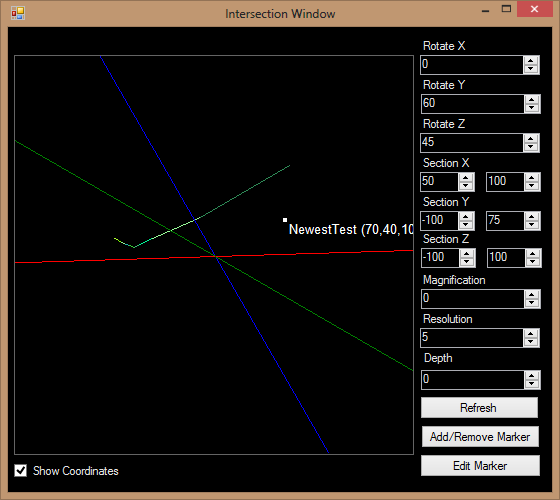 Intersection Window
Rotate X
0
Rotate Y
60
Rotate Z
45
Section X
50 100
Section Y
-100 75
Section Z
-100 100
Magnification
0
Resolution
5
Depth
0
Refresh
Add/Remove Marker
Edit Marker
NewestTest (70,40,10
Show Coordinates